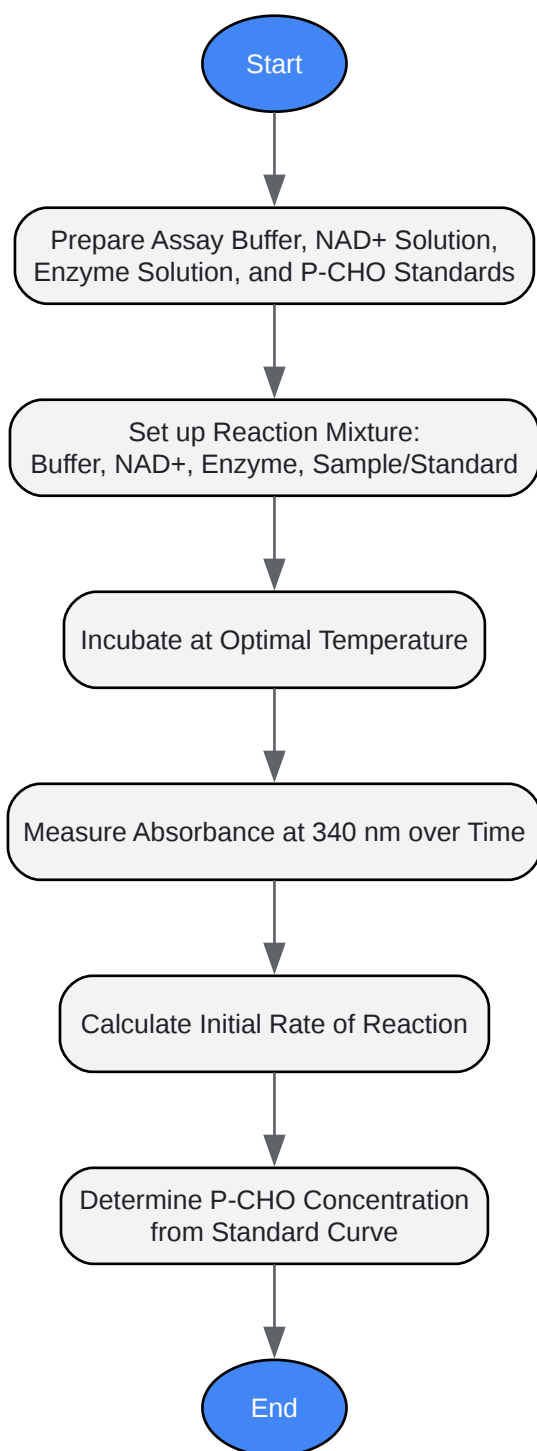 Start
Prepare Assay Buffer, NAD+ Solution,
Enzyme Solution, and P-CHO Standards
Set up Reaction Mixture:
Buffer, NAD+, Enzyme, Sample/Standard
Incubate at Optimal Temperature
Measure Absorbance at 340 nm over Time
Calculate Initial Rate of Reaction
Determine P-CHO Concentration
from Standard Curve
End